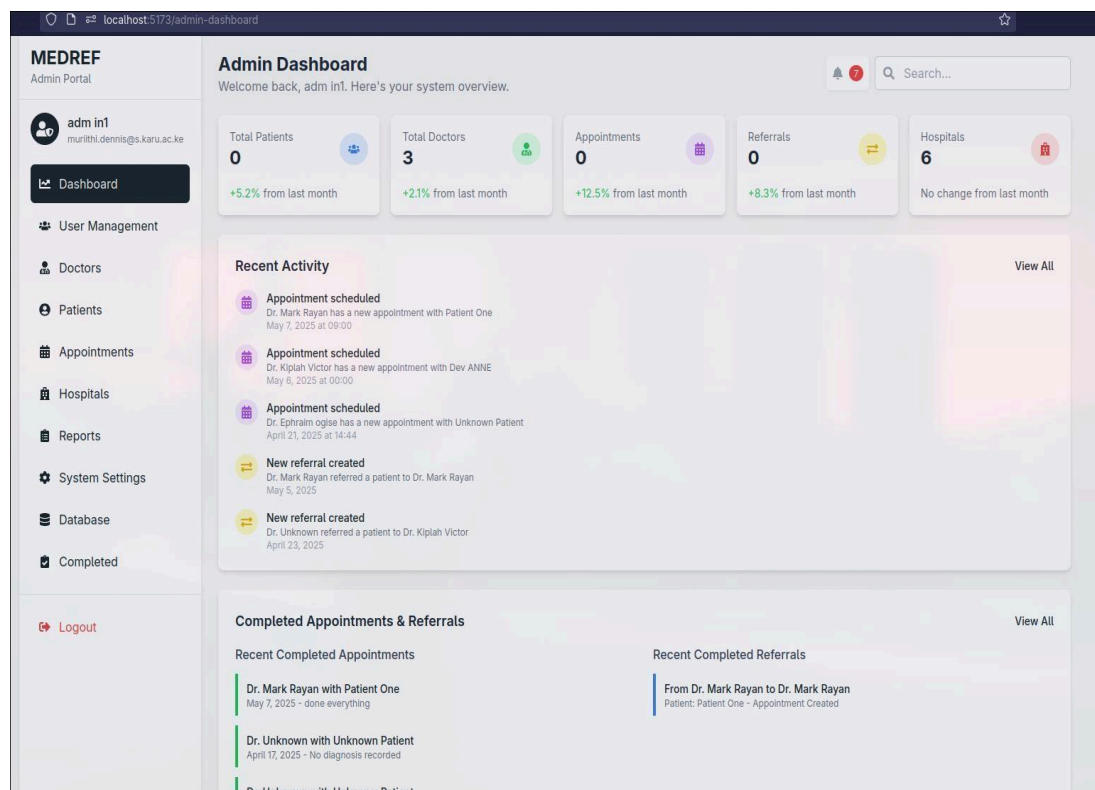 localhost:5173/admin-dashboard
MEDREF
Admin Portal
adm in1
muriithi.dennis@s.karu.ac.ke
Dashboard
User Management
Doctors
Patients
Appointments
Hospitals
Reports
System Settings
Database
Completed
Logout
Admin Dashboard
Welcome back, adm in1. Here's your system overview.
7
Search...
Total Patients
0
+5.2% from last month
Total Doctors
3
+2.1% from last month
Appointments
0
+12.5% from last month
Referrals
0
+8.3% from last month
Hospitals
6
No change from last month
Recent Activity
View All
Appointment scheduled
Dr. Mark Rayan has a new appointment with Patient One
May 7, 2025 at 09:00
Appointment scheduled
Dr. Kiplah Victor has a new appointment with Dev ANNE
May 6, 2025 at 00:00
Appointment scheduled
Dr. Ephraim ogise has a new appointment with Unknown Patient
April 21, 2025 at 14:44
New referral created
Dr. Mark Rayan referred a patient to Dr. Mark Rayan
May 5, 2025
New referral created
Dr. Unknown referred a patient to Dr. Kiplah Victor
April 23, 2025
Completed Appointments & Referrals
View All
Recent Completed Appointments
Dr. Mark Rayan with Patient One
May 7, 2025 - done everything
Dr. Unknown with Unknown Patient
April 17, 2025 - No diagnosis recorded
Recent Completed Referrals
From Dr. Mark Rayan to Dr. Mark Rayan
Patient: Patient One - Appointment Created